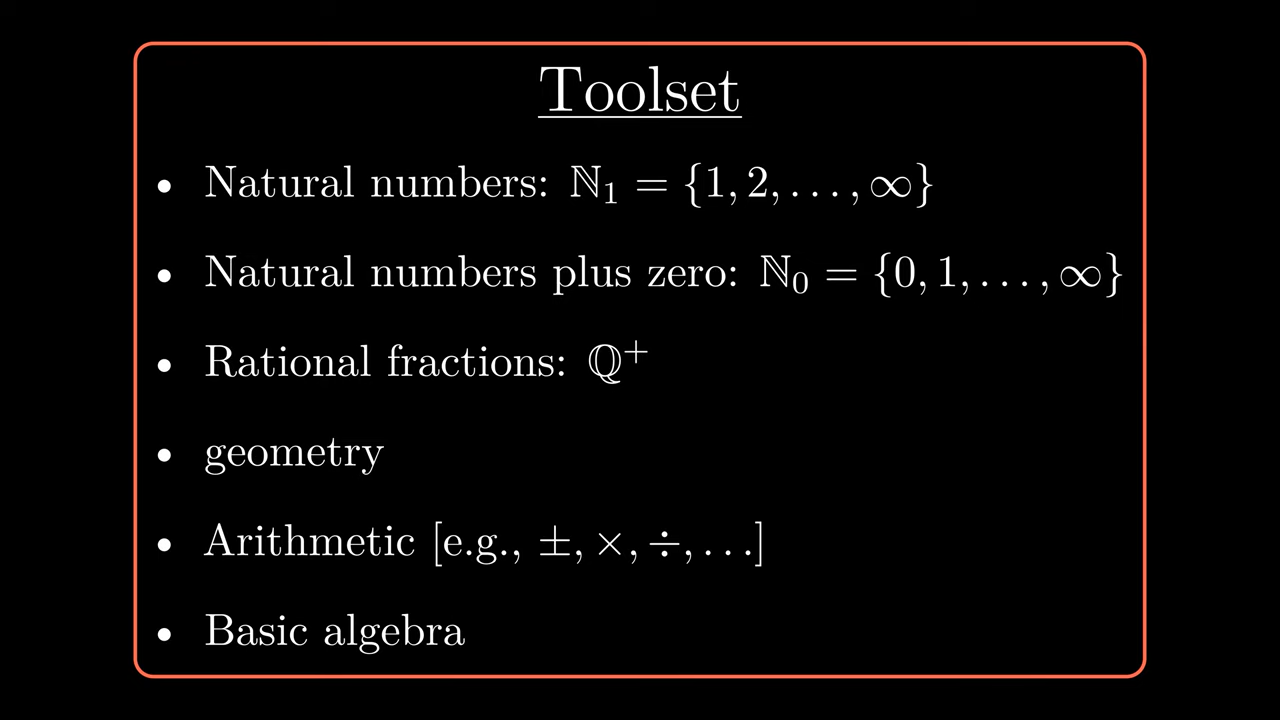 Toolset
• Natural numbers: ℕ₁ = {1, 2, . . . , ∞}
• Natural numbers plus zero: ℕ₀ = {0, 1, . . . , ∞}
• Rational fractions: ℚ⁺
• geometry
• Arithmetic [e.g., ±, ×, ÷, . . .]
• Basic algebra